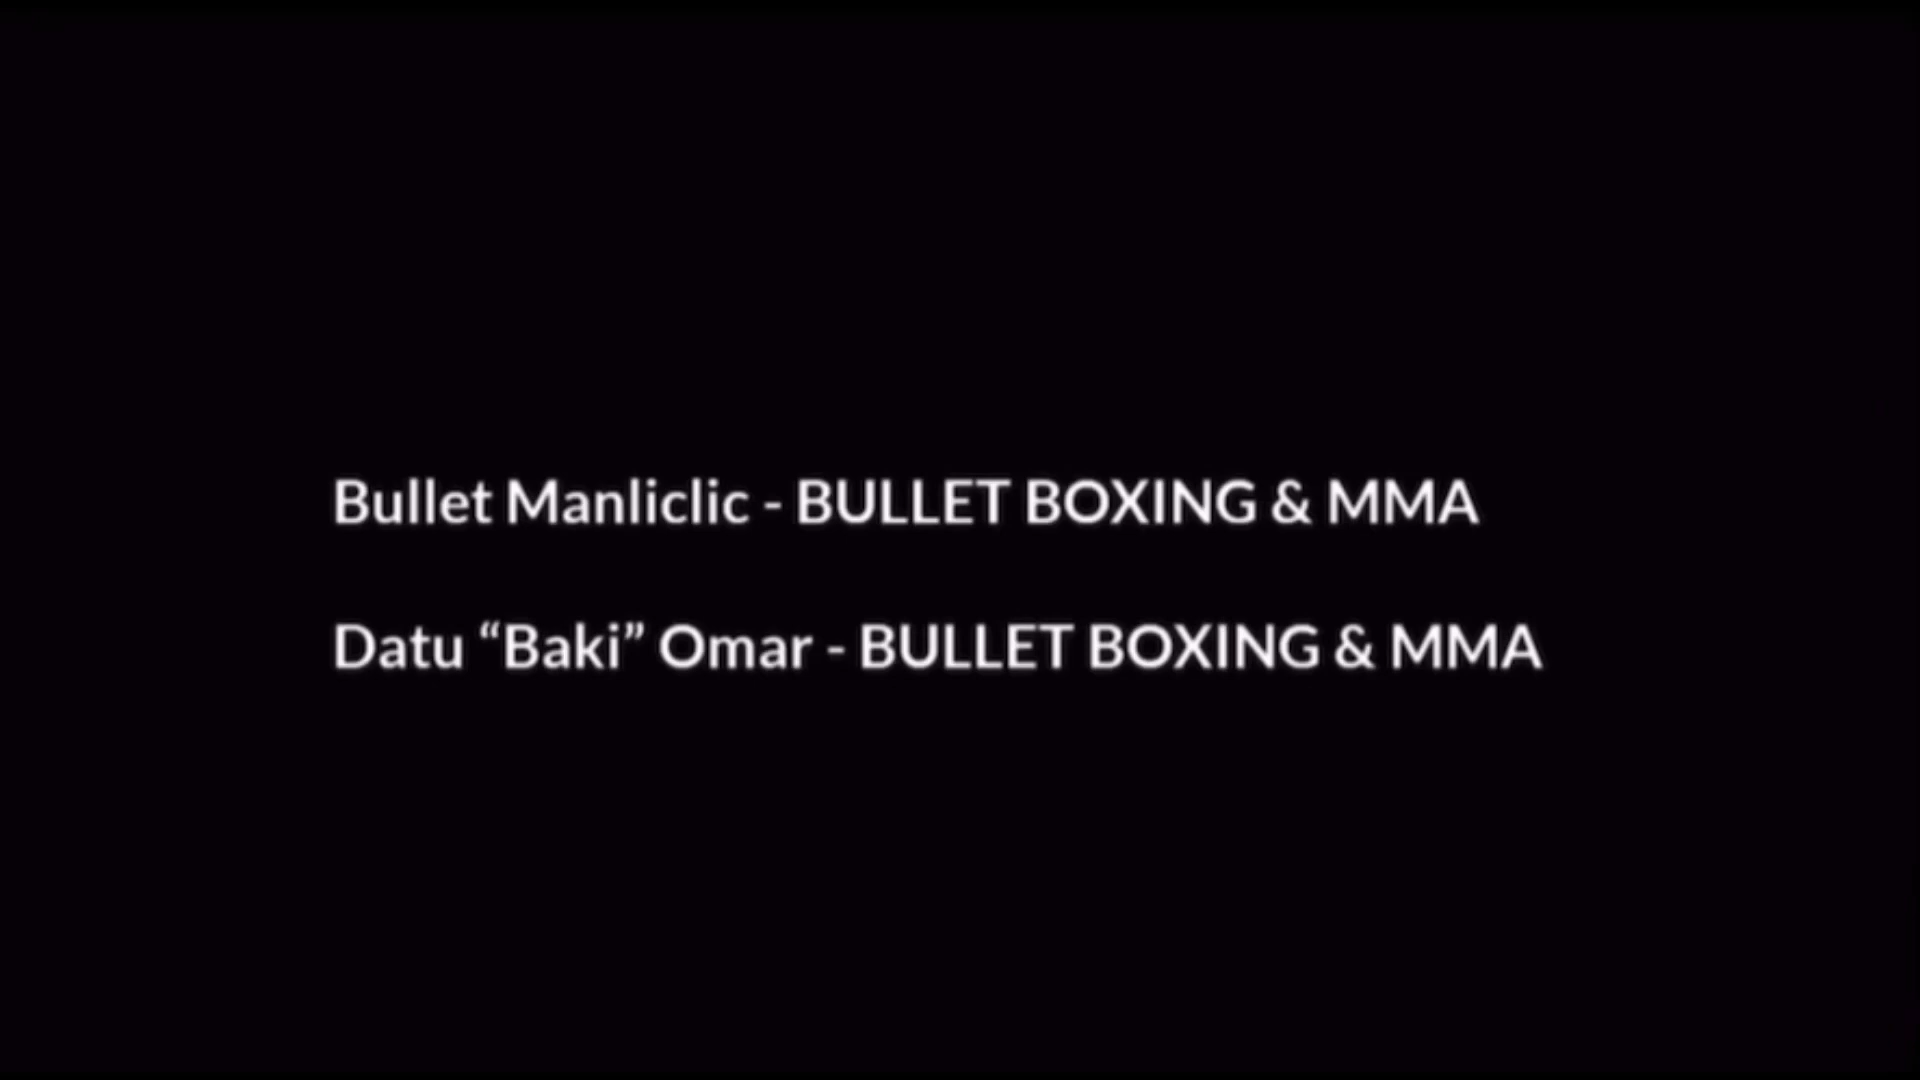 Bullet Manliclic - BULLET BOXING & MMA
Datu “Baki” Omar - BULLET BOXING & MMA